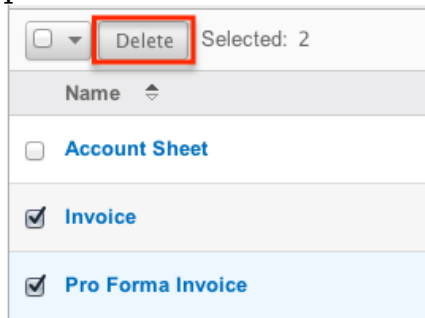 Delete Selected: 2
Name
Account Sheet
Invoice
Pro Forma Invoice